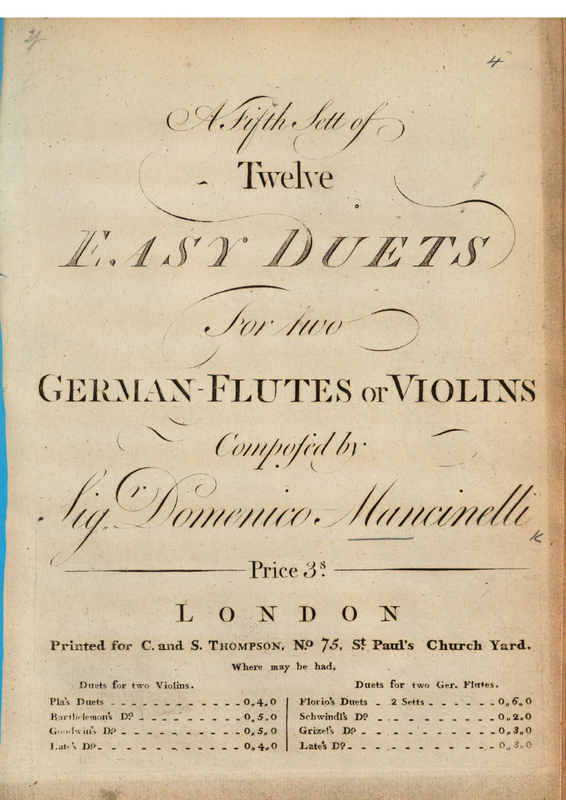 4
A Fifth Sett of
Twelve
EASY DUETS
For two
GERMAN-FLUTES or VIOLINS
Compoſed by
Sigr. Domenico Mancinelli
Price 3s.
LONDON
Printed for C. and S. THOMPSON, No. 75, St. Paul's Church Yard.
Where may be had,
Duets for two Violins.
Pla's Duets - - - - - - - - - - - - 0„4„0
Barthelemon's Do. - - - - - - - - - 0„5„0
Goodwin's Do. - - - - - - - - - - - 0„5„0
Late's Do. - - - - - - - - - - - - 0„4„0
Duets for two Ger. Flutes.
Florio's Duets 2 Setts - - - - - - 0„6„0
Schwindl's Do. - - - - - - - - - - 0„2„0
Grizel's Do. - - - - - - - - - - - 0„3„0
Late's Do. - - - - - - - - - - - - 0„3„0